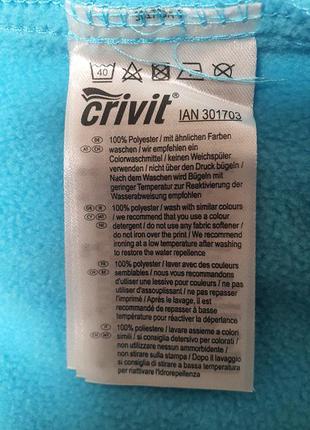 40
crivit IAN 301703
DE 100% Polyester / mit ähnlichen Farben
AT CH waschen / wir empfehlen ein
Colorwaschmittel / keinen Weichspüler
verwenden / nicht über den Druck bügeln /
Nach dem Waschen wird Bügeln mit
geringer Temperatur zur Reaktivierung der
Wasserabweisung empfohlen
100% polyester / wash with similar colours
/ we recommend that you use a colour
detergent / do not use any fabric softener /
do not iron over the print / We recommend
ironing at a low temperature after washing
to restore the water repellence
100% polyester / laver avec des couleurs
semblables / nous vous recommandons
d'utiliser une lessive pour couleurs / ne pas
utiliser d'assouplissant / ne pas repasser
l'imprimé / Après le lavage, il est
recommandé de repasser à basse
température pour réactiver la déperlance
IT 100% poliestere / lavare assieme a colori
simili / si consiglia detersivo per colorati /
non utilizzare nessun ammorbidente /
non stirare sulla stampa / Dopo il lavaggio
si consiglia di stirare a bassa temperatura
per riattivare l'idrorepellenza